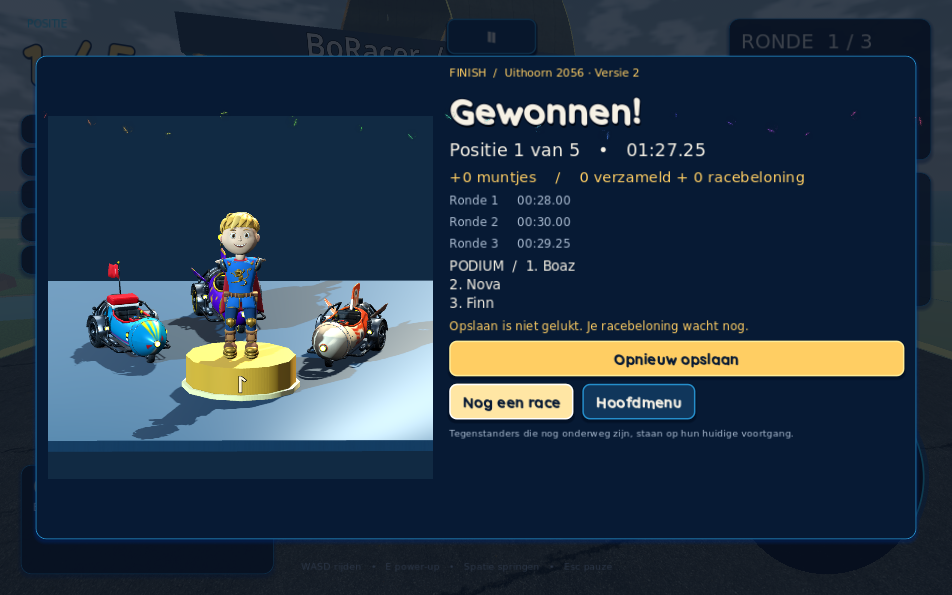 POSITIE
1 / 5
BoRacer /
RONDE 1 / 3
FINISH / Uithoorn 2056 · Versie 2
Gewonnen!
Positie 1 van 5 • 01:27.25
+0 muntjes / 0 verzameld + 0 racebeloning
Ronde 1 00:28.00
Ronde 2 00:30.00
Ronde 3 00:29.25
PODIUM / 1. Boaz
2. Nova
3. Finn
Opslaan is niet gelukt. Je racebeloning wacht nog.
Opnieuw opslaan
Nog een race
Hoofdmenu
Tegenstanders die nog onderweg zijn, staan op hun huidige voortgang.
1
WASD rijden • E power-up • Spatie springen • Esc pauze